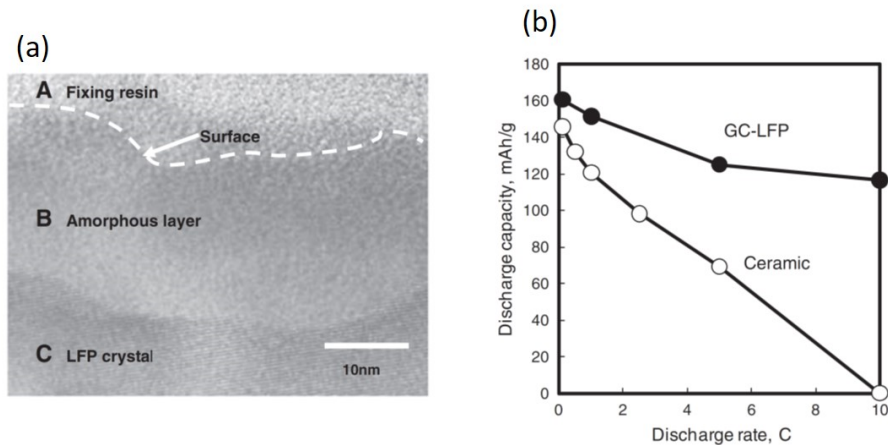 (a)
A Fixing resin
Surface
B Amorphous layer
C LFP crystal
10nm
(b)
Discharge capacity, mAh/g
180
160
140
120
100
80
60
40
20
0
GC-LFP
Ceramic
0 2 4 6 8 10
Discharge rate, C